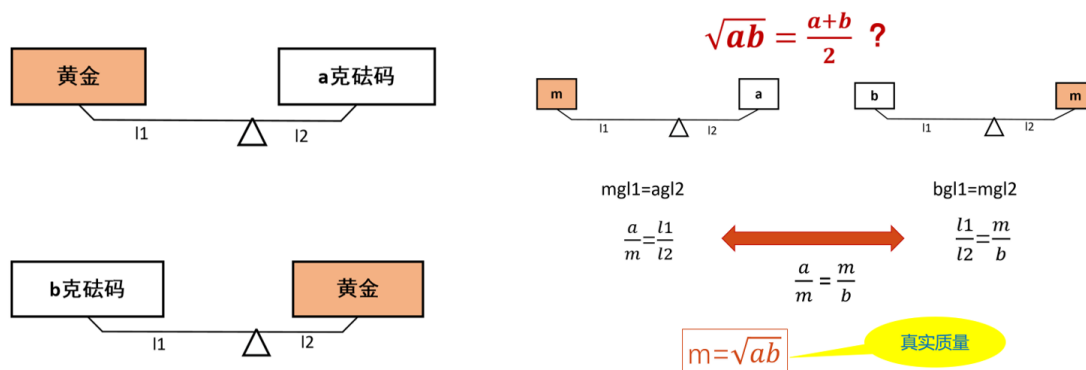 黄金
a克砝码
l1
l2
b克砝码
黄金
l1
l2
√ab = a+b/2 ？
m
a
l1
l2
b
m
l1
l2
mgl1=agl2
bgl1=mgl2
a/m=l1/l2
l1/l2=m/b
a/m = m/b
m=√ab
真实质量